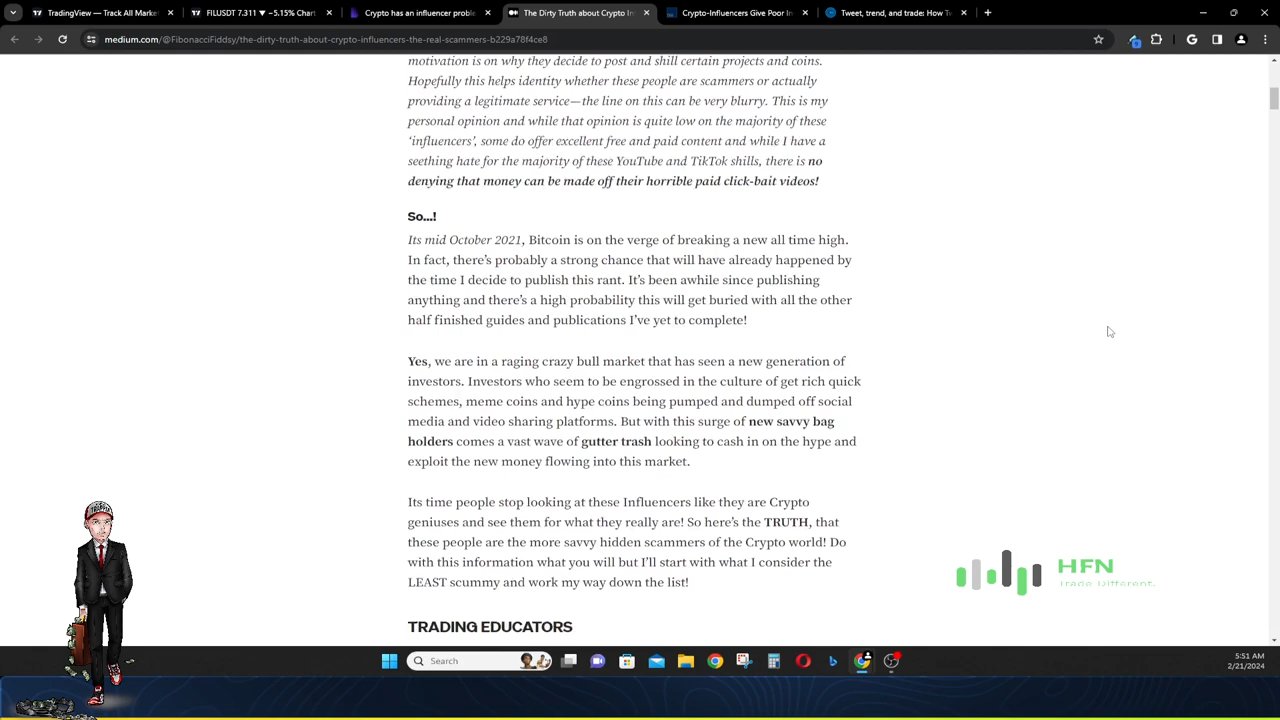 TradingView — Track All Market
FILUSDT 7.311 ▼ −5.15% Chart
Crypto has an influencer proble
The Dirty Truth about Crypto In
Crypto-Influencers Give Poor In
Tweet, trend, and trade: How Tw
medium.com/@FibonacciFiddsy/the-dirty-truth-about-crypto-influencers-the-real-scammers-b229a78f4ce8
motivation is on why they decide to post and shill certain projects and coins.
Hopefully this helps identity whether these people are scammers or actually
providing a legitimate service — the line on this can be very blurry. This is my
personal opinion and while that opinion is quite low on the majority of these
‘influencers’, some do offer excellent free and paid content and while I have a
seething hate for the majority of these YouTube and TikTok shills, there is no
denying that money can be made off their horrible paid click-bait videos!
So…!
Its mid October 2021, Bitcoin is on the verge of breaking a new all time high.
In fact, there’s probably a strong chance that will have already happened by
the time I decide to publish this rant. It’s been awhile since publishing
anything and there’s a high probability this will get buried with all the other
half finished guides and publications I’ve yet to complete!
Yes, we are in a raging crazy bull market that has seen a new generation of
investors. Investors who seem to be engrossed in the culture of get rich quick
schemes, meme coins and hype coins being pumped and dumped off social
media and video sharing platforms. But with this surge of new savvy bag
holders comes a vast wave of gutter trash looking to cash in on the hype and
exploit the new money flowing into this market.
Its time people stop looking at these Influencers like they are Crypto
geniuses and see them for what they really are! So here’s the TRUTH, that
these people are the more savvy hidden scammers of the Crypto world! Do
with this information what you will but I’ll start with what I consider the
LEAST scummy and work my way down the list!
TRADING EDUCATORS
HFN
Trade Different.
Search
5:51 AM
2/21/2024